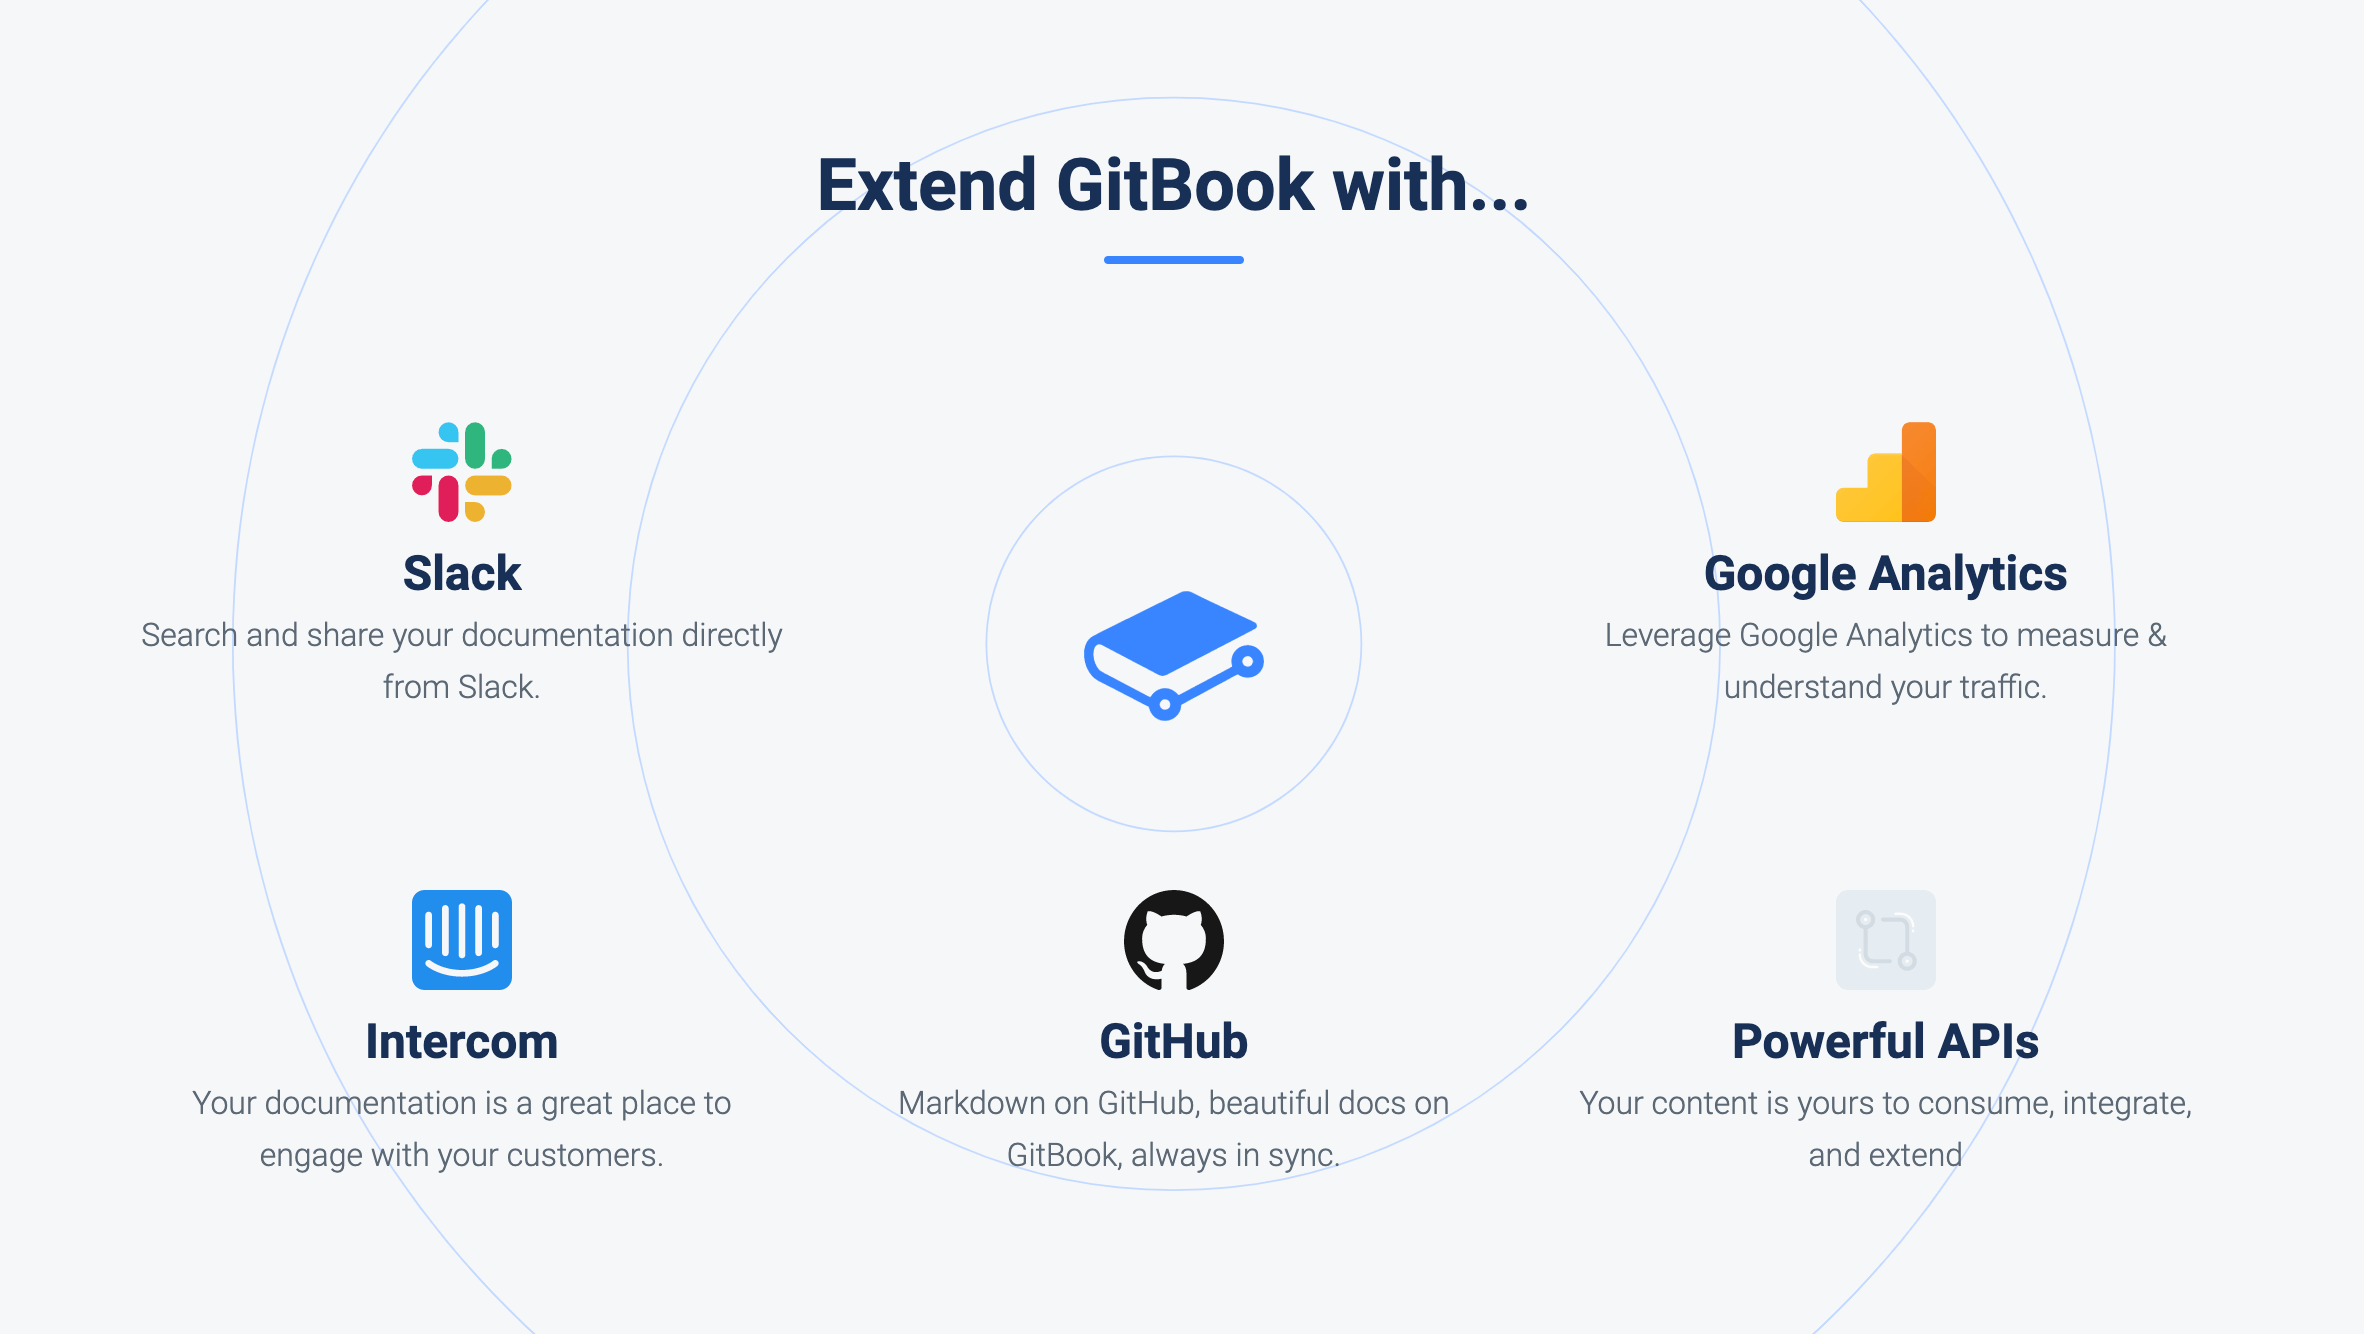 Extend GitBook with...
Slack
Search and share your documentation directly
from Slack.
Google Analytics
Leverage Google Analytics to measure &
understand your traffic.
Intercom
Your documentation is a great place to
engage with your customers.
GitHub
Markdown on GitHub, beautiful docs on
GitBook, always in sync.
Powerful APIs
Your content is yours to consume, integrate,
and extend